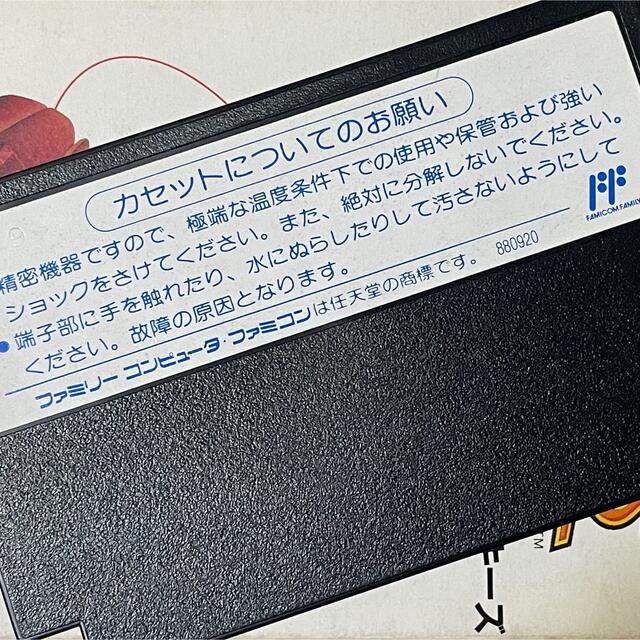 カセットについてのお願い
精密機器ですので、極端な温度条件下での使用や保管および強い
ショックをさけてください。また、絶対に分解しないでください。
●端子部に手を触れたり、水にぬらしたりして汚さないようにして
ください。故障の原因となります。
880920
ファミリー コンピュータ・ファミコンは任天堂の商標です。
FF
FAMICOM FAMILY
TM
キーズ